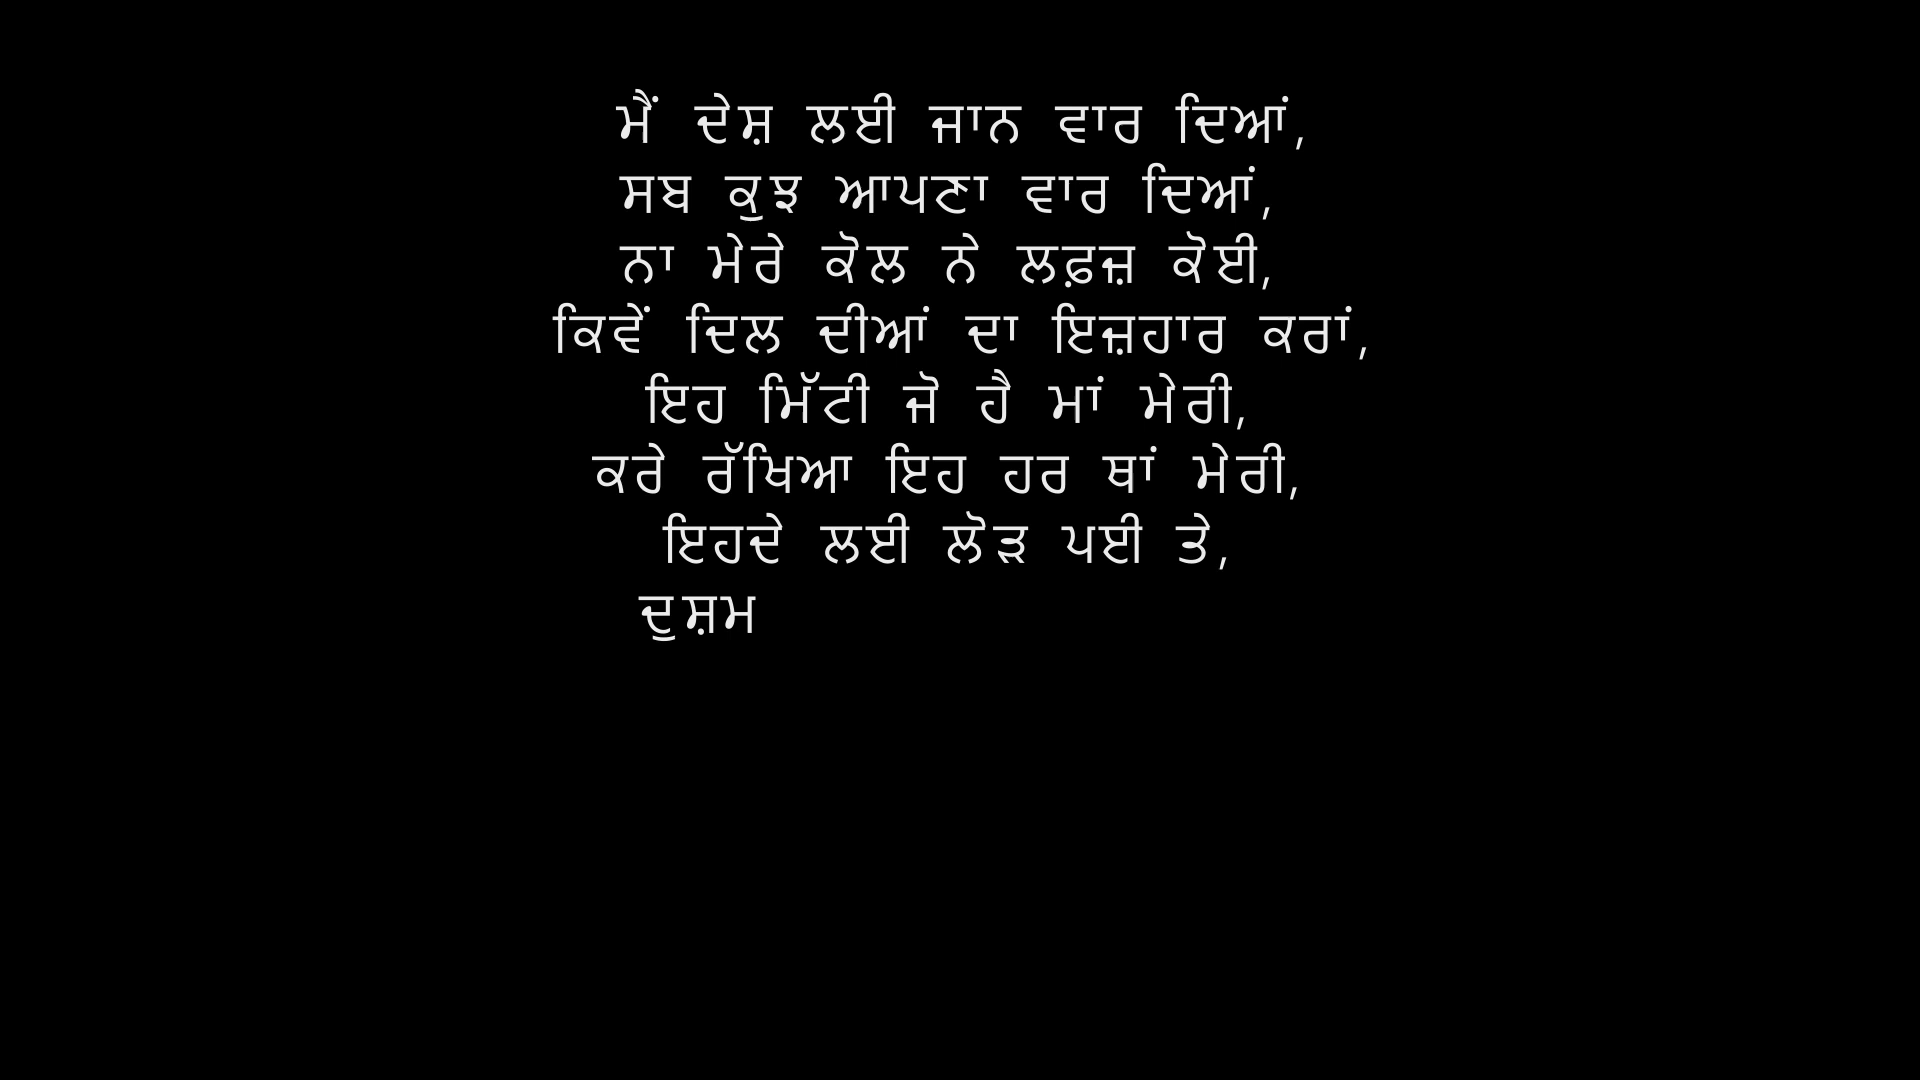 ਮੈਂ ਦੇਸ਼ ਲਈ ਜਾਨ ਵਾਰ ਦਿਆਂ,
ਸਬ ਕੁਝ ਆਪਣਾ ਵਾਰ ਦਿਆਂ,
ਨਾ ਮੇਰੇ ਕੋਲ ਨੇ ਲਫ਼ਜ਼ ਕੋਈ,
ਕਿਵੇਂ ਦਿਲ ਦੀਆਂ ਦਾ ਇਜ਼ਹਾਰ ਕਰਾਂ,
ਇਹ ਮਿੱਟੀ ਜੋ ਹੈ ਮਾਂ ਮੇਰੀ,
ਕਰੇ ਰੱਖਿਆ ਇਹ ਹਰ ਥਾਂ ਮੇਰੀ,
ਇਹਦੇ ਲਈ ਲੋੜ ਪਈ ਤੇ,
ਦੁਸ਼ਮ